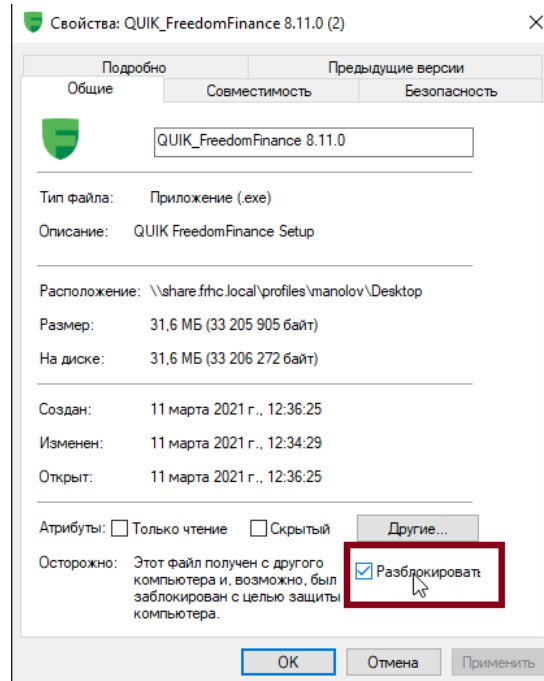 Свойства: QUIK_FreedomFinance 8.11.0 (2)
Подробно Предыдущие версии
Общие Совместимость Безопасность
QUIK_FreedomFinance 8.11.0
Тип файла: Приложение (.exe)
Описание: QUIK FreedomFinance Setup
Расположение: \\share.frhc.local\profiles\manolov\Desktop
Размер: 31,6 МБ (33 205 905 байт)
На диске: 31,6 МБ (33 206 272 байт)
Создан: 11 марта 2021 г., 12:36:25
Изменен: 11 марта 2021 г., 12:34:29
Открыт: 11 марта 2021 г., 12:36:25
Атрибуты: Только чтение Скрытый Другие...
Осторожно: Этот файл получен с другого
компьютера и, возможно, был
заблокирован с целью защиты
компьютера.
Разблокировать
ОК Отмена Применить